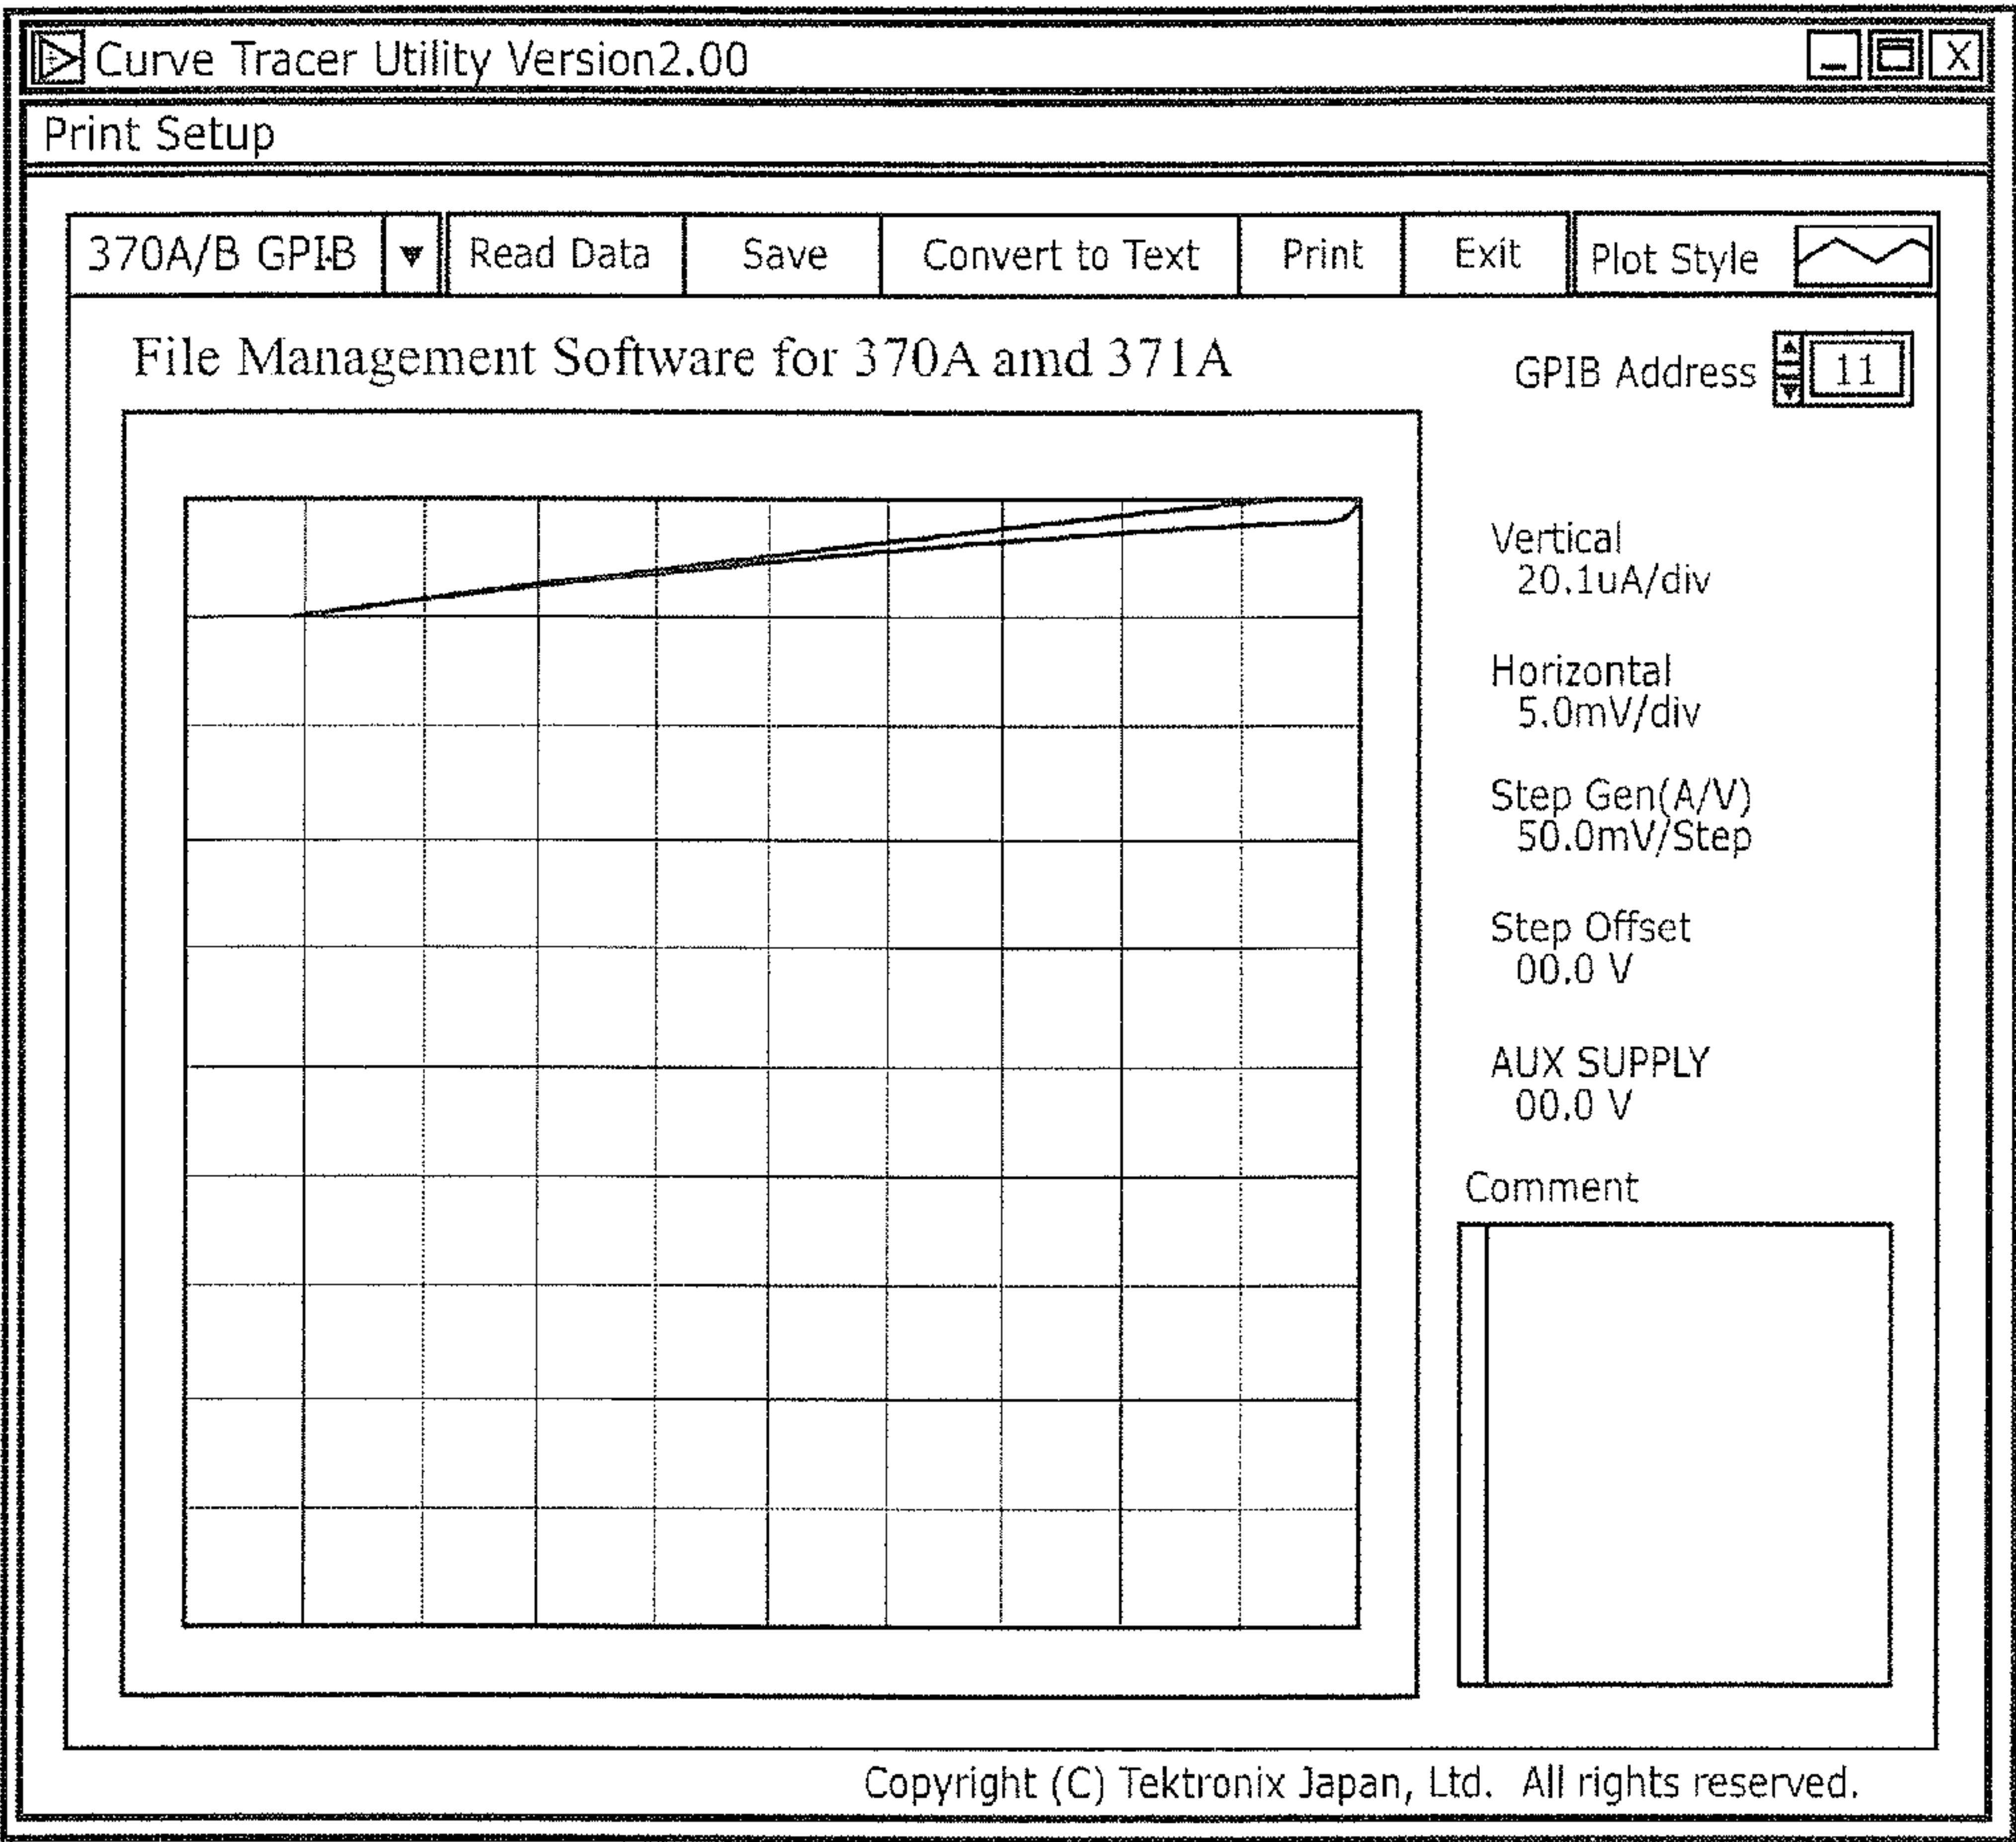 Curve Tracer Utility Version2.00
X
Print Setup
370A/B GPIB
Read Data
Save
Convert to Text
Print
Exit
Plot Style
File Management Software for 370A amd 371A
GPIB Address
11
Vertical
20.1uA/div
Horizontal
5.0mV/div
Step Gen(A/V)
50.0mV/Step
Step Offset
00.0 V
AUX SUPPLY
00.0 V
Comment
Copyright (C) Tektronix Japan, Ltd. All rights reserved.